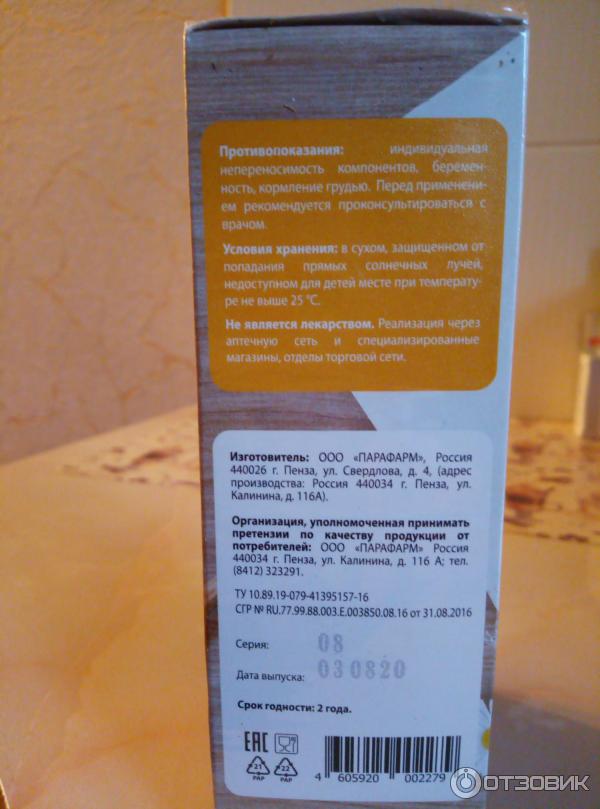 Противопоказания: индивидуальная
непереносимость компонентов, беремен-
ность, кормление грудью. Перед применени-
ем рекомендуется проконсультироваться с
врачом.
Условия хранения: в сухом, защищенном от
попадания прямых солнечных лучей,
недоступном для детей месте при температу-
ре не выше 25 °С.
Не является лекарством. Реализация через
аптечную сеть и специализированные
магазины, отделы торговой сети.
Изготовитель: ООО «ПАРАФАРМ», Россия
440026 г. Пенза, ул. Свердлова, д. 4, (адрес
производства: Россия 440034 г. Пенза, ул.
Калинина, д. 116А).
Организация, уполномоченная принимать
претензии по качеству продукции от
потребителей: ООО «ПАРАФАРМ» Россия
440034 г. Пенза, ул. Калинина, д. 116 А; тел.
(8412) 323291.
ТУ 10.89.19-079-41395157-16
СГР № RU.77.99.88.003.Е.003850.08.16 от 31.08.2016
Серия: 08
Дата выпуска: 030820
Срок годности: 2 года.
EAC
21 22
PAP PAP
4 605920 002279
ОТЗОВИК